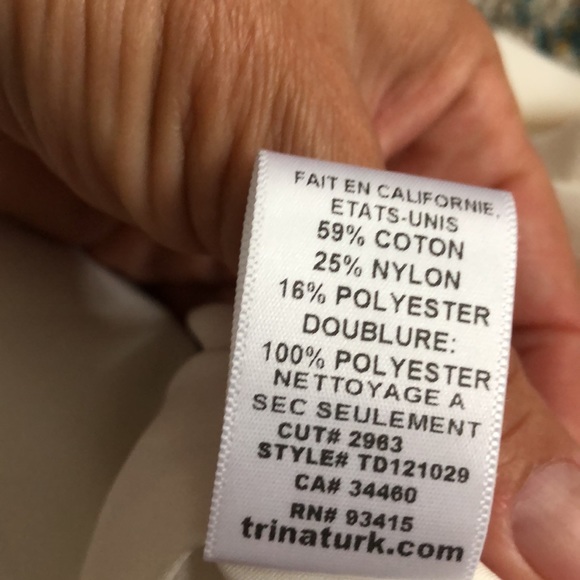 FAIT EN CALIFORNIE,
ETATS-UNIS
59% COTON
25% NYLON
16% POLYESTER
DOUBLURE:
100% POLYESTER
NETTOYAGE A
SEC SEULEMENT
CUT# 2963
STYLE# TD121029
CA# 34460
RN# 93415
trinaturk.com